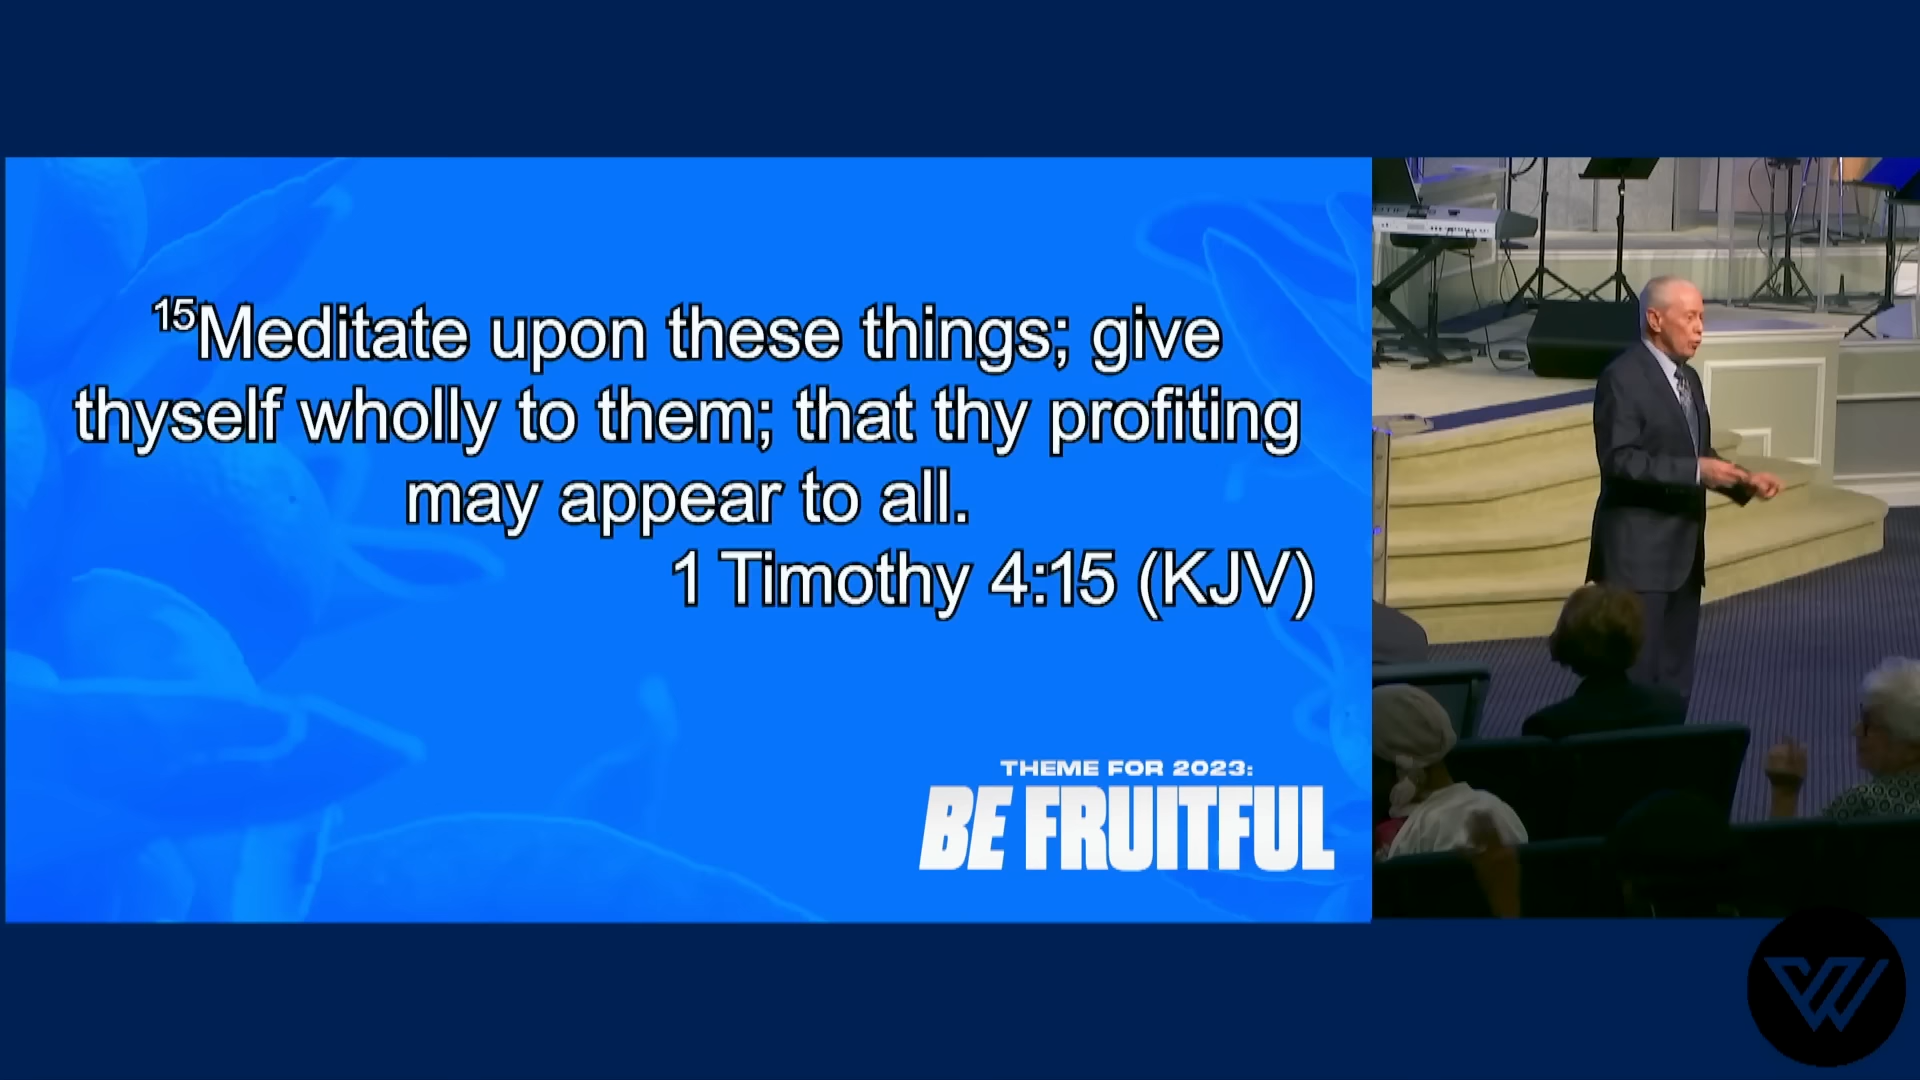 15Meditate upon these things; give
thyself wholly to them; that thy profiting
may appear to all.
1 Timothy 4:15 (KJV)
THEME FOR 2023:
BE FRUITFUL